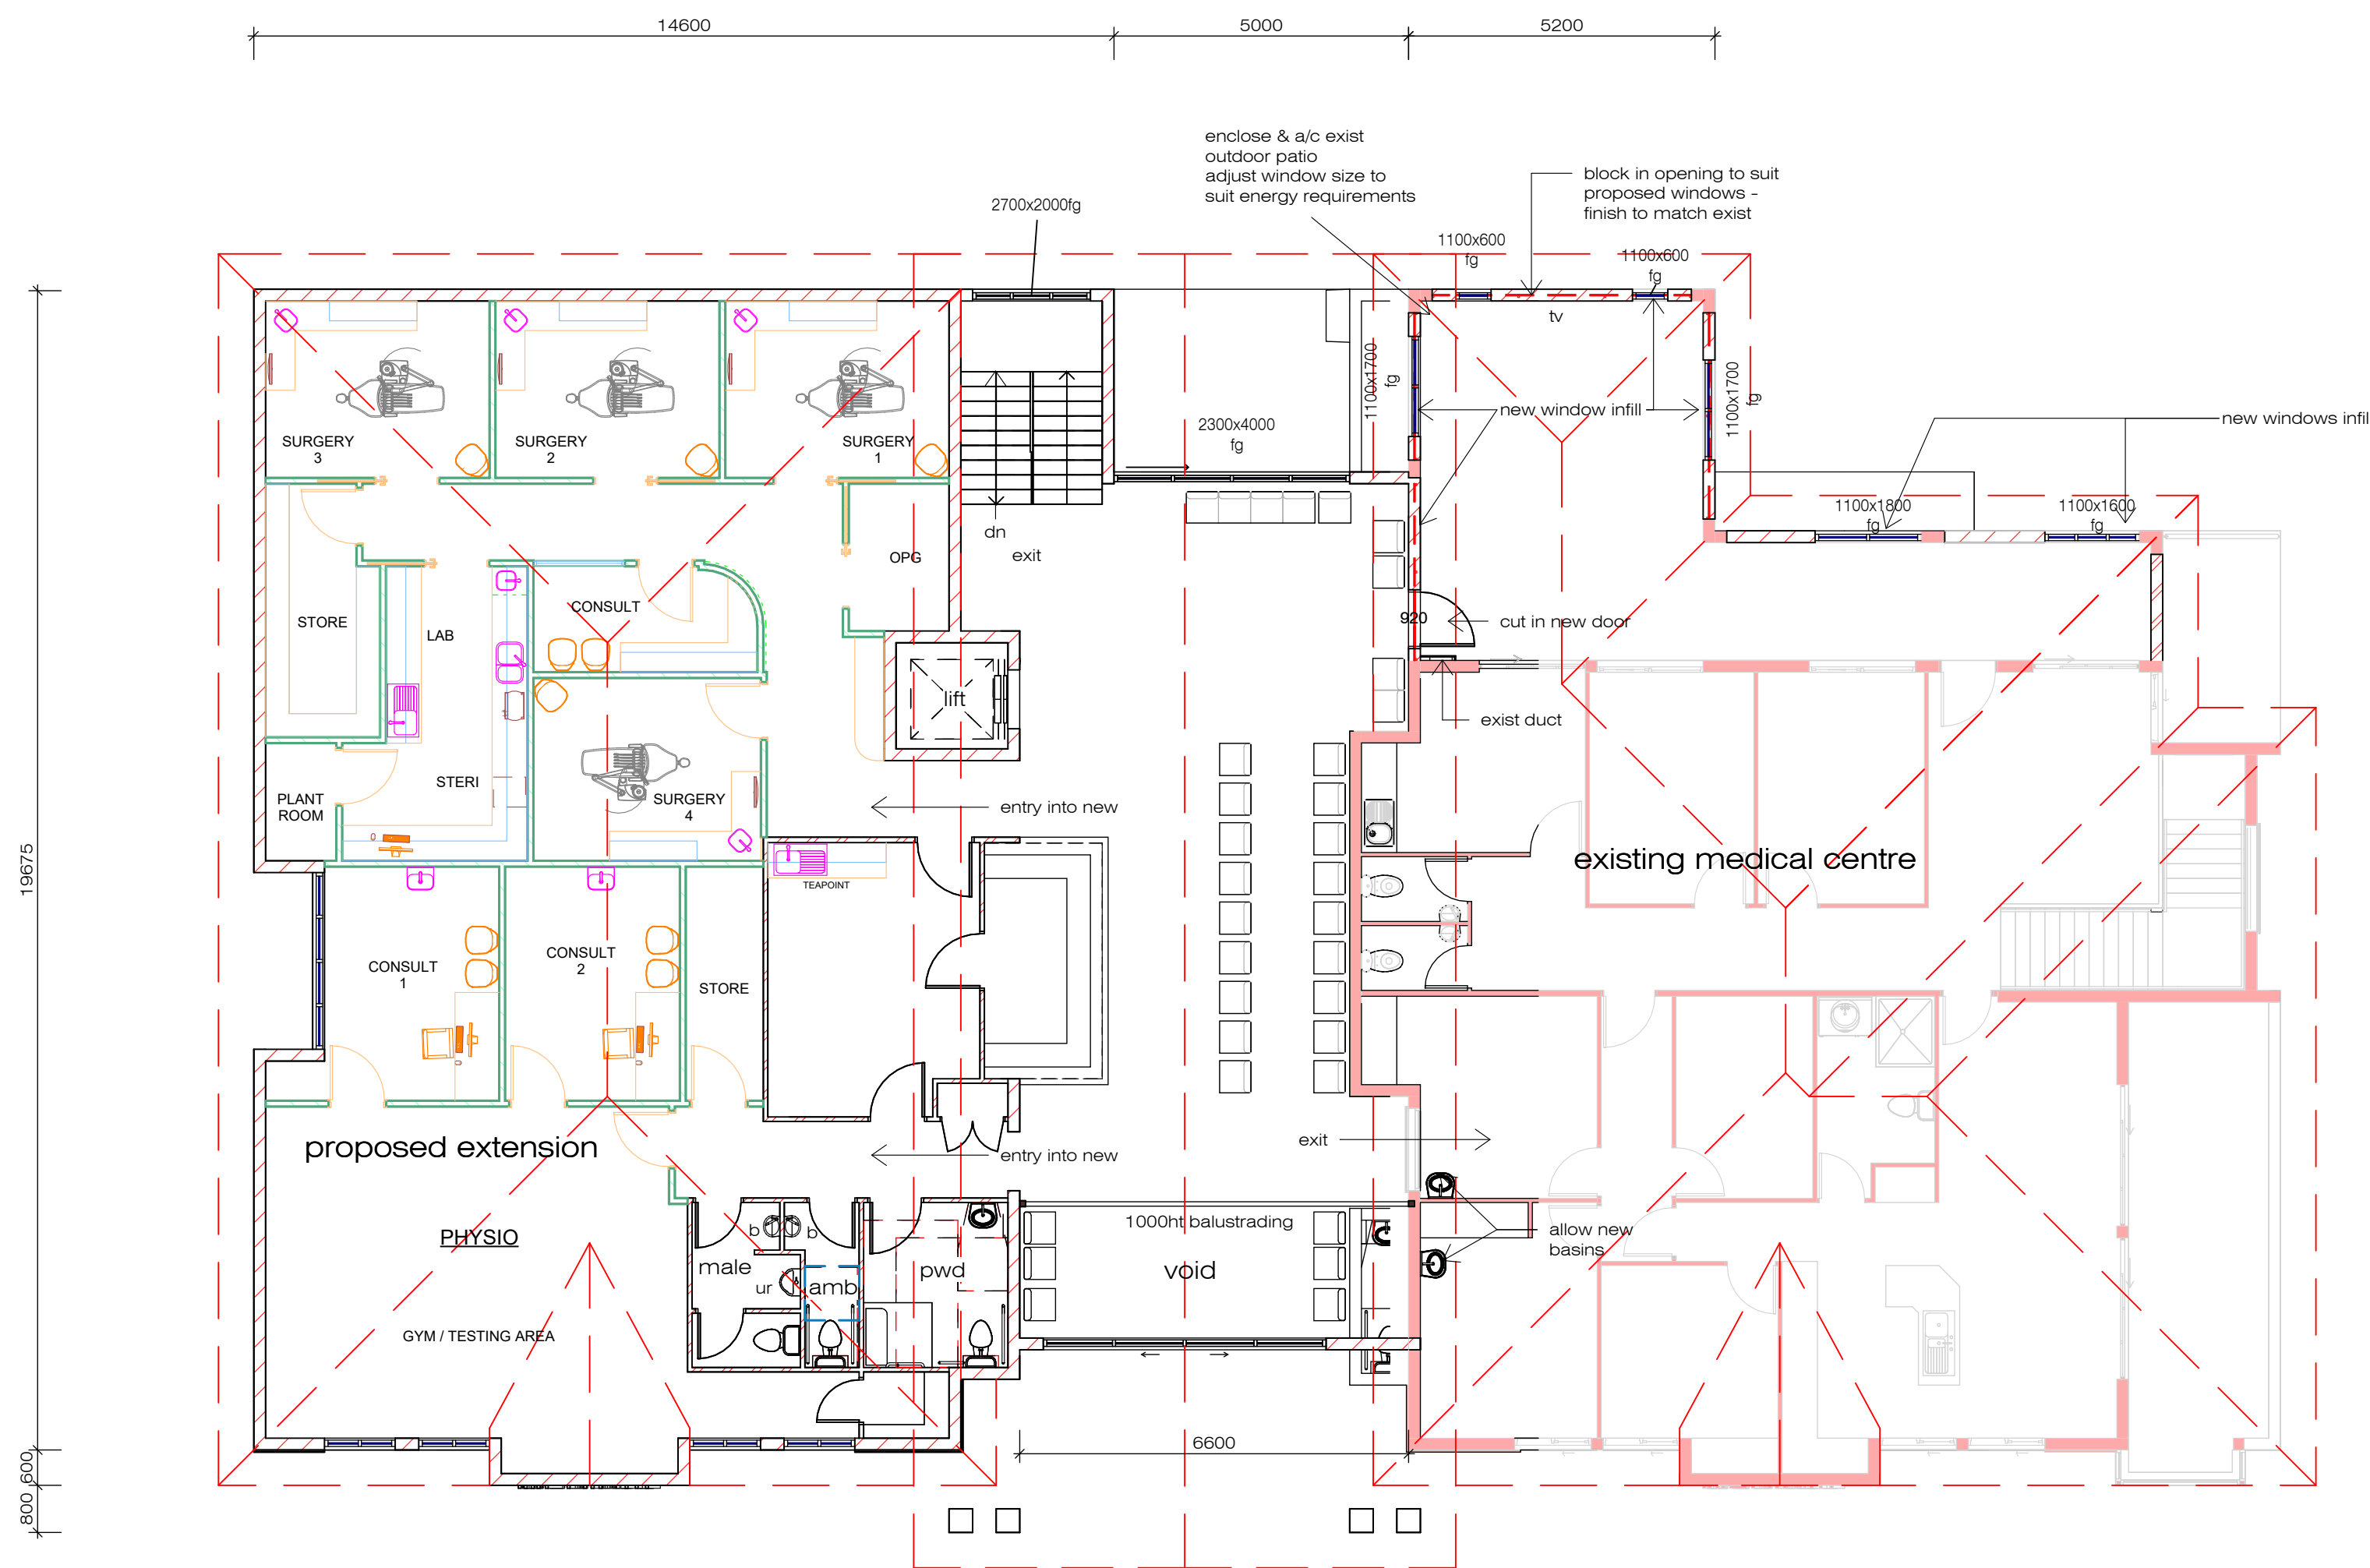 14600
5000
5200
enclose & a/c exist
outdoor patio
adjust window size to
suit energy requirements
block in opening to suit
proposed windows -
finish to match exist
2700x2000fg
1100x600
fg
1100x600
fg
tv
1100x1700
fg
1100x1700
fg
new window infill
new windows infil
2300x4000
fg
SURGERY
3
SURGERY
2
SURGERY
1
1100x1800
fg
1100x1600
fg
dn
exit
OPG
STORE
LAB
CONSULT
920
cut in new door
lift
exist duct
STERI
PLANT
ROOM
SURGERY
4
entry into new
existing medical centre
19675
TEAPOINT
CONSULT
1
CONSULT
2
STORE
proposed extension
entry into new
exit
PHYSIO
b
b
male
ur
amb
pwd
1000ht balustrading
void
allow new
basins
GYM / TESTING AREA
6600
600
800